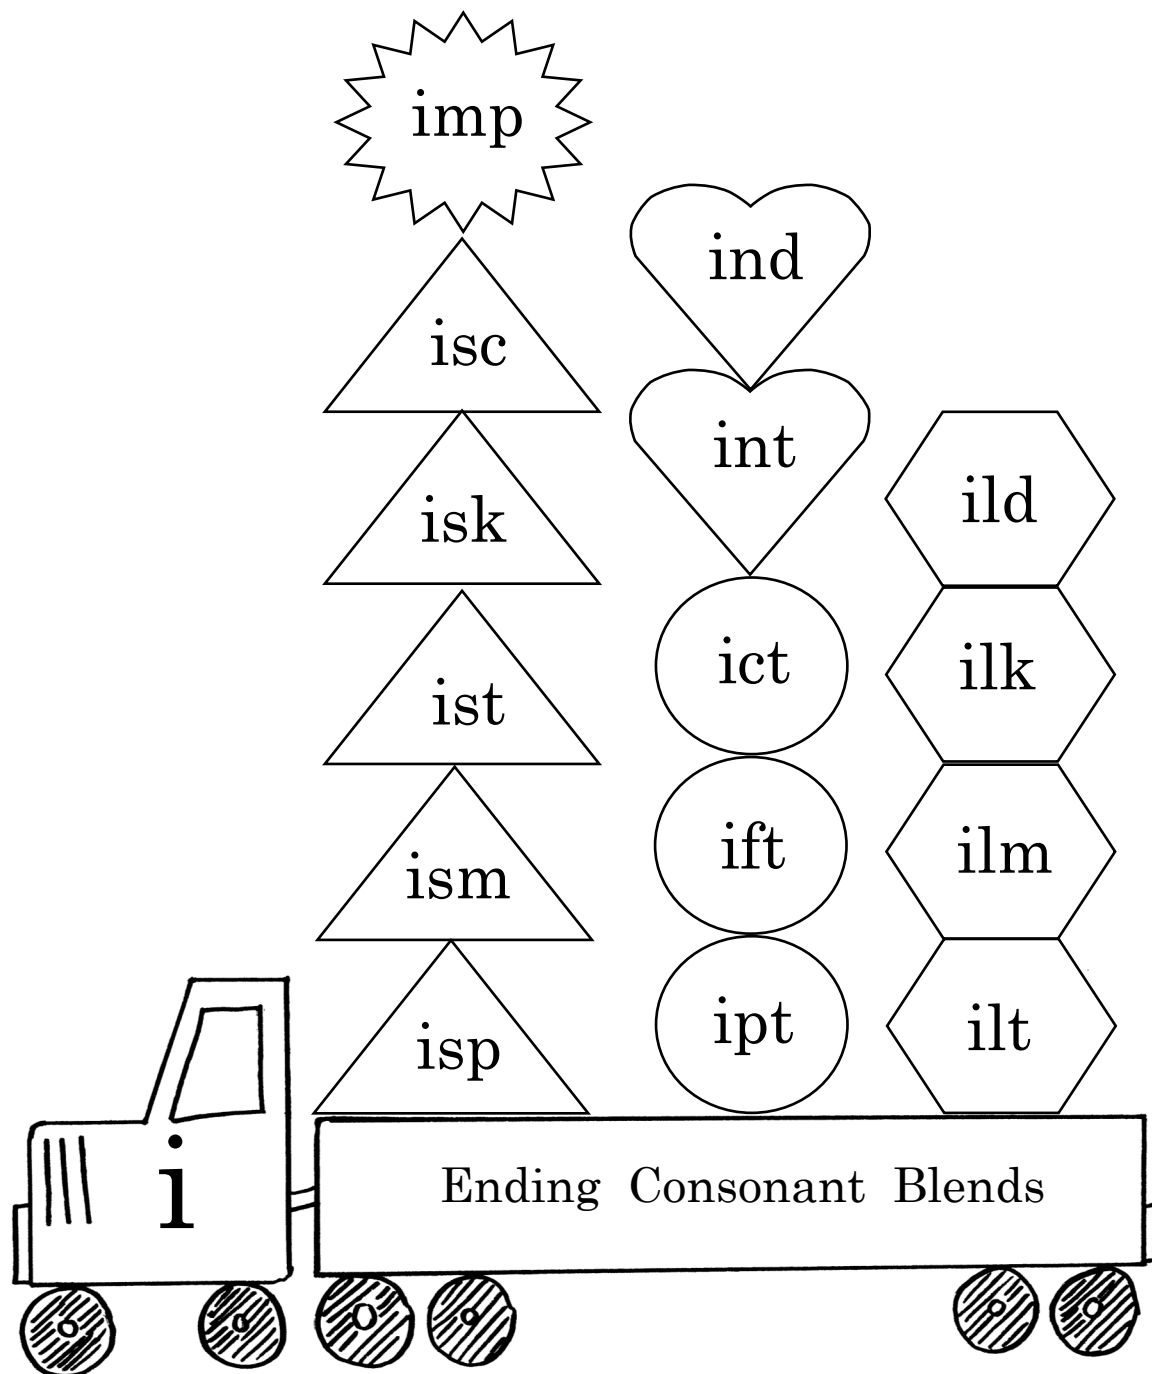 imp
isc
isk
ist
ism
isp
ind
int
ict
ift
ipt
ild
ilk
ilm
ilt
i
Ending Consonant Blends